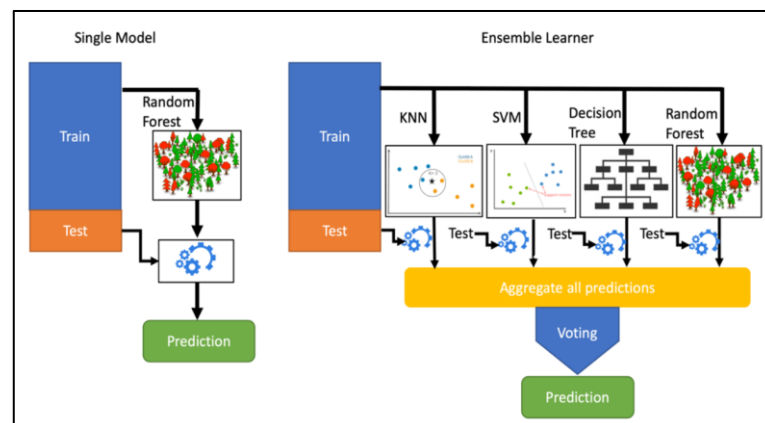 Single Model
Ensemble Learner
Train
Random
Forest
Test
Prediction
Train
KNN
SVM
Decision
Tree
Random
Forest
Test
Test
Test
Test
Aggregate all predictions
Voting
Prediction